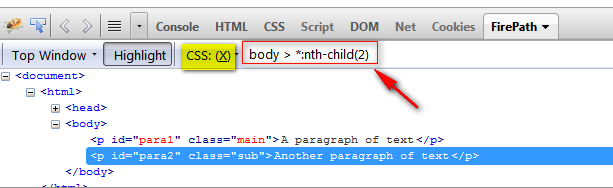 Console HTML CSS Script DOM Net Cookies FirePath
Top Window Highlight CSS: (X) body > *:nth-child(2)
<document>
<html>
<head>
<body>
<p id="para1" class="main">A paragraph of text</p>
<p id="para2" class="sub">Another paragraph of text</p>
</body>
</html>